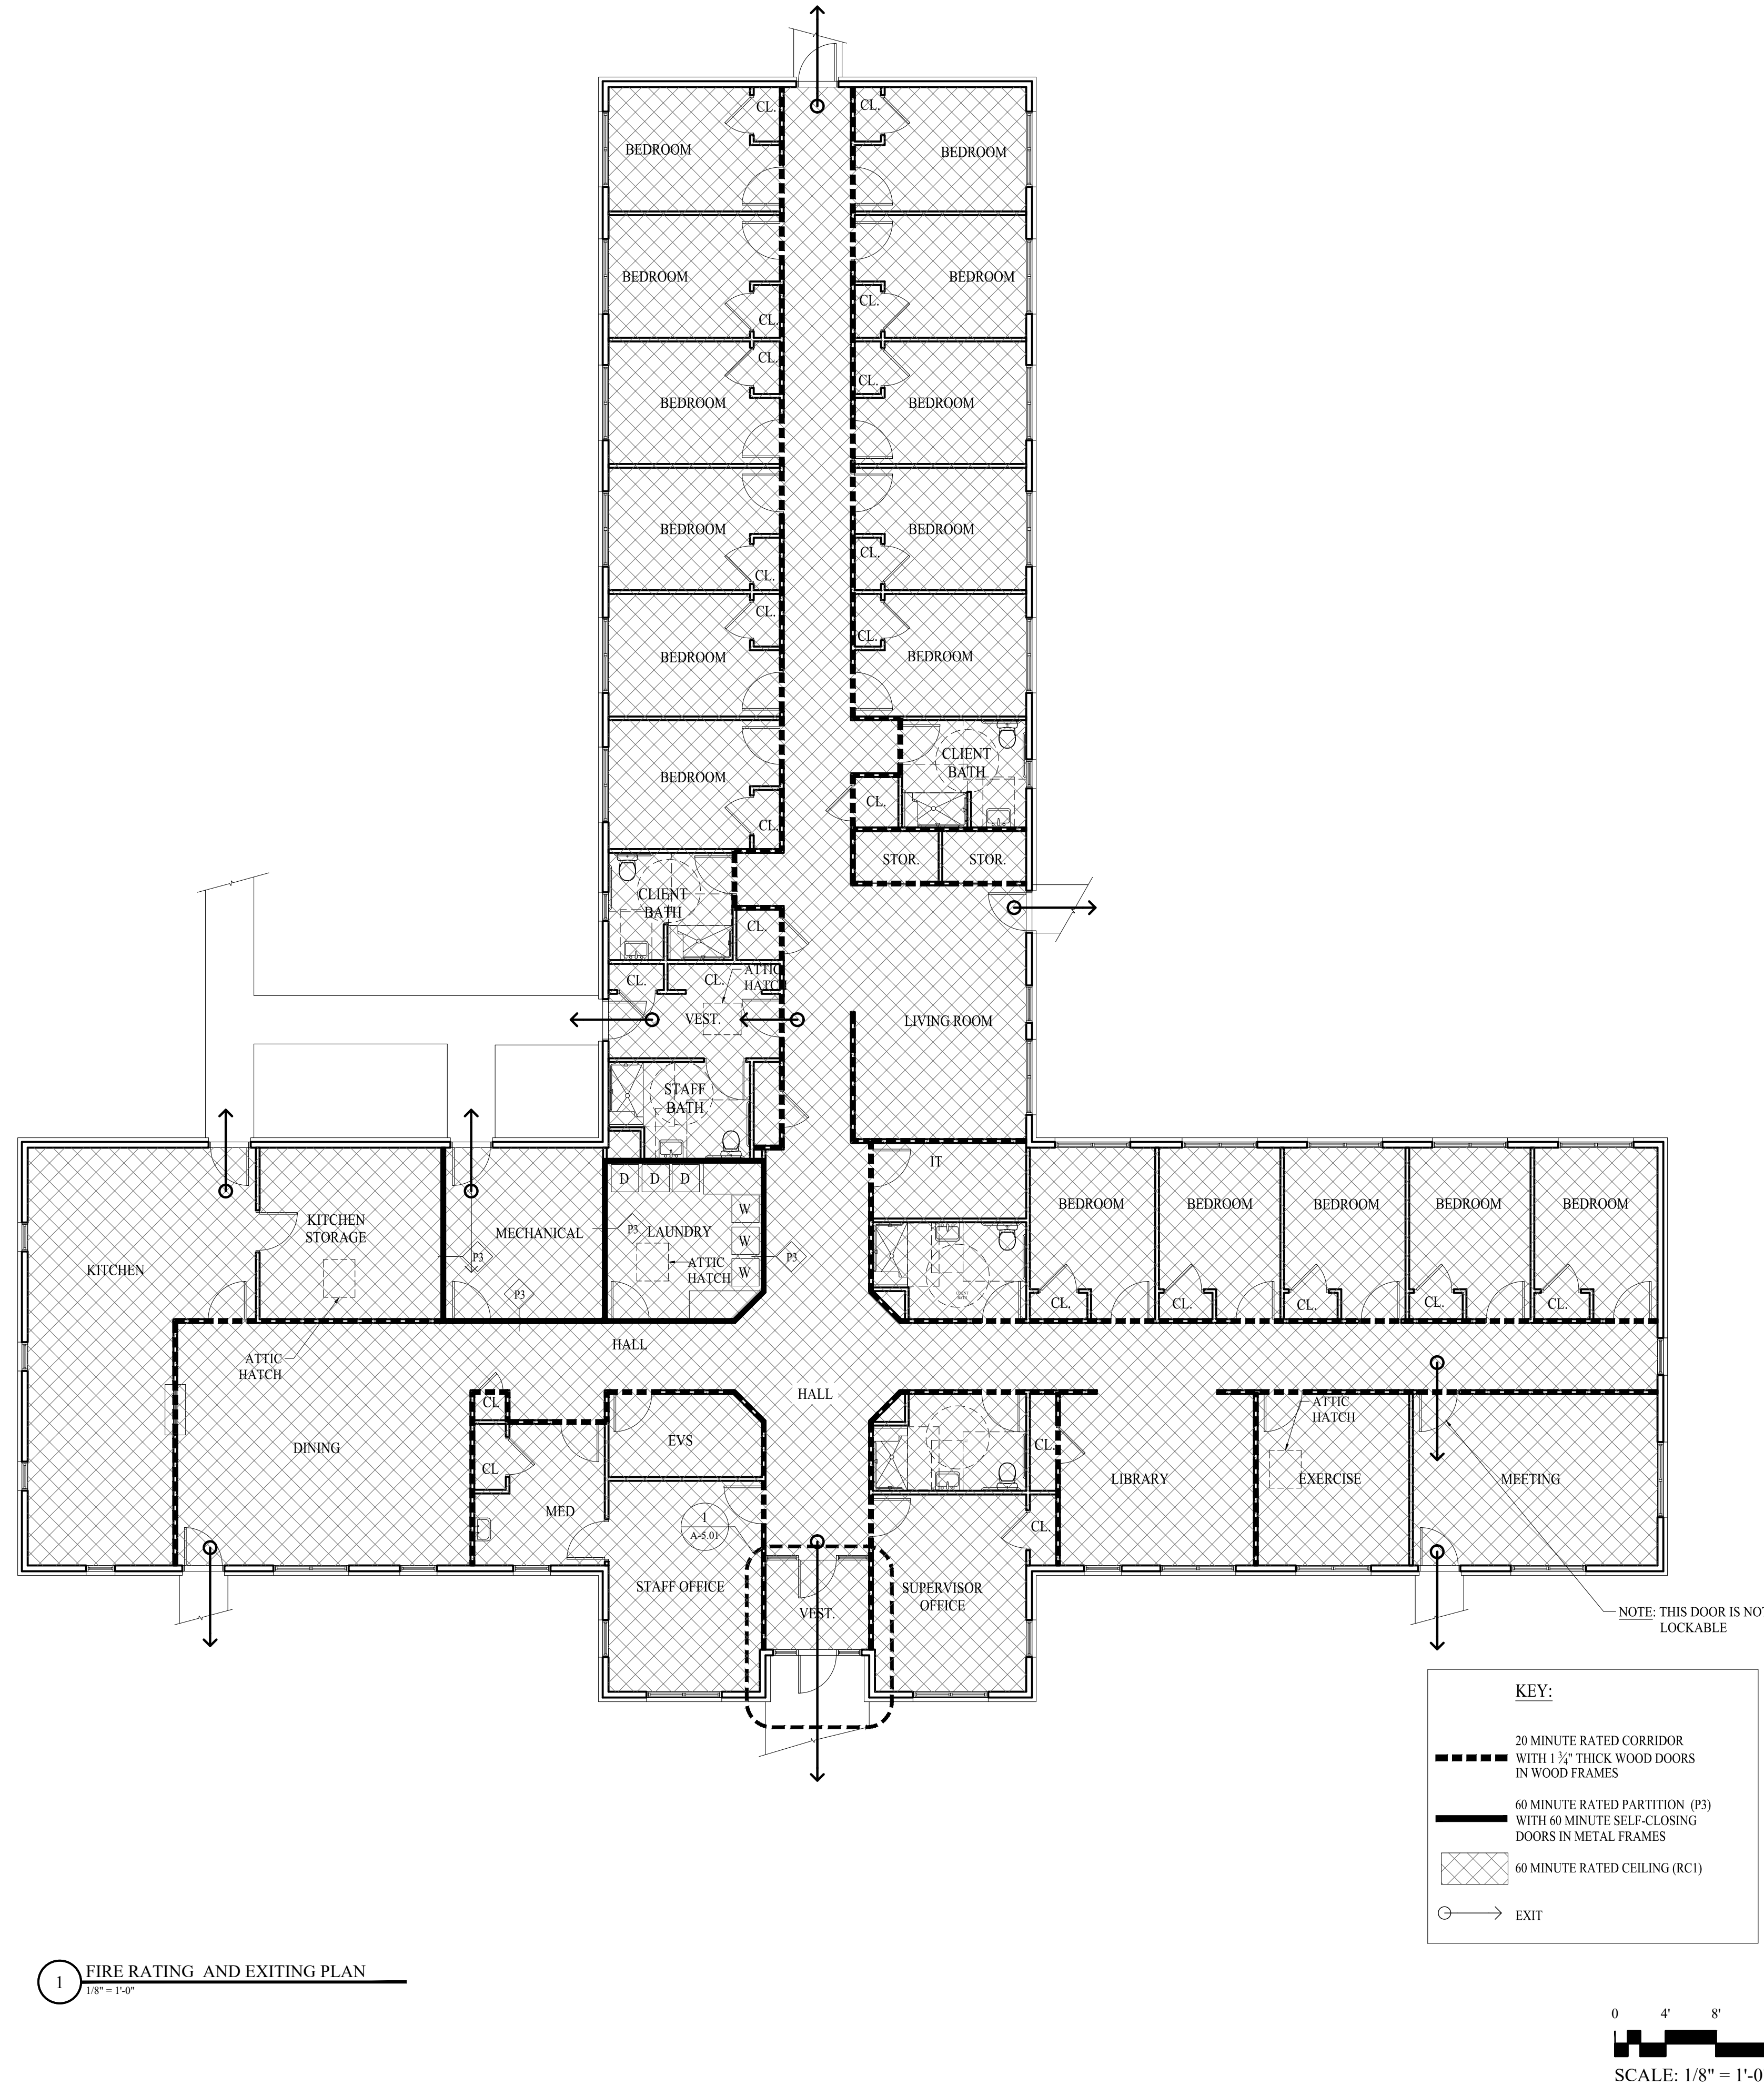 CL.
CL.
BEDROOM
BEDROOM
BEDROOM
BEDROOM
CL.
CL.
CL.
CL.
BEDROOM
BEDROOM
BEDROOM
BEDROOM
CL.
CL.
CL.
CL.
BEDROOM
BEDROOM
CLIENT
BATH
BEDROOM
CL.
CL.
STOR.
STOR.
CLIENT
BATH
CL.
CL.
CL.
ATTIC
HATCH
VEST.
LIVING ROOM
STAFF
BATH
IT
D
D
D
W
W
W
KITCHEN
STORAGE
MECHANICAL
P3
LAUNDRY
P3
P3
P3
ATTIC
HATCH
KITCHEN
BEDROOM
BEDROOM
BEDROOM
BEDROOM
BEDROOM
CL.
CL.
CL.
CL.
CL.
HALL
ATTIC
HATCH
HALL
CL
ATTIC
HATCH
DINING
EVS
CL
CL.
LIBRARY
EXERCISE
MEETING
MED
1
A-5.01
CL.
STAFF OFFICE
VEST.
SUPERVISOR
OFFICE
NOTE: THIS DOOR IS NOT
LOCKABLE
KEY:
20 MINUTE RATED CORRIDOR
WITH 1 3/4" THICK WOOD DOORS
IN WOOD FRAMES
60 MINUTE RATED PARTITION (P3)
WITH 60 MINUTE SELF-CLOSING
DOORS IN METAL FRAMES
60 MINUTE RATED CEILING (RC1)
EXIT
1
FIRE RATING AND EXITING PLAN
1/8" = 1'-0"
0 4' 8'
SCALE: 1/8" = 1'-0